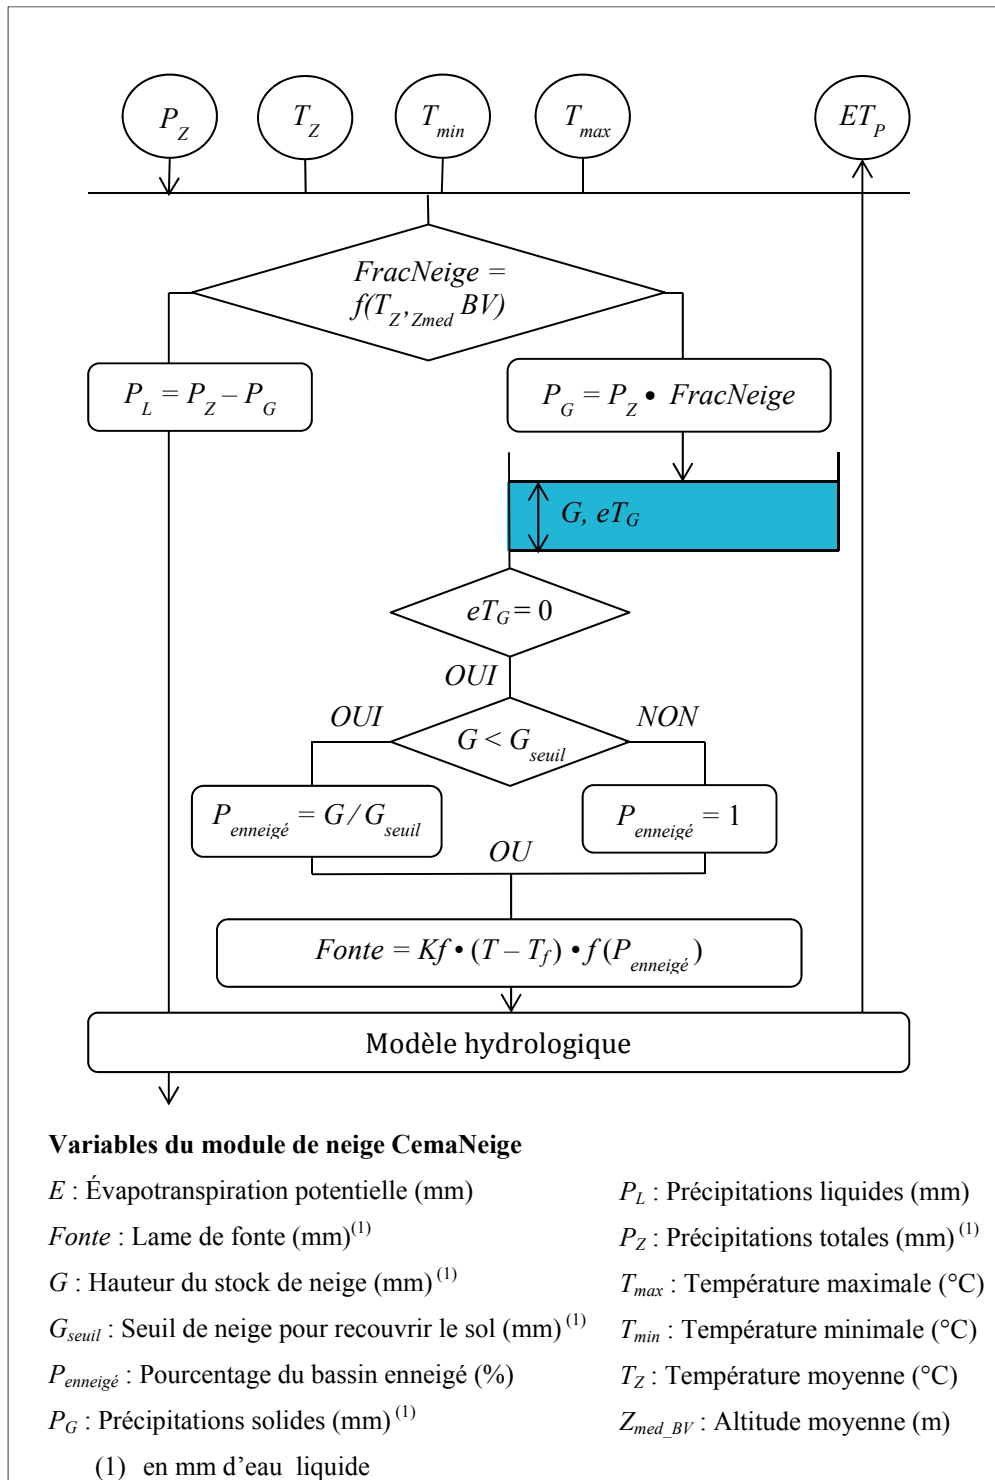 P_Z T_Z T_min T_max ET_P
FracNeige =
f(T_Z,_Zmed BV)
P_L = P_Z – P_G
P_G = P_Z • FracNeige
G, eT_G
eT_G = 0
OUI
OUI
NON
G < G_seuil
P_enneigé = G / G_seuil
P_enneigé = 1
OU
Fonte = Kf • (T – T_f) • f (P_enneigé)
Modèle hydrologique
Variables du module de neige CemaNeige
E : Évapotranspiration potentielle (mm)
Fonte : Lame de fonte (mm)(1)
G : Hauteur du stock de neige (mm) (1)
G_seuil : Seuil de neige pour recouvrir le sol (mm) (1)
P_enneigé : Pourcentage du bassin enneigé (%)
P_G : Précipitations solides (mm) (1)
(1) en mm d’eau liquide
P_L : Précipitations liquides (mm)
P_Z : Précipitations totales (mm) (1)
T_max : Température maximale (°C)
T_min : Température minimale (°C)
T_Z : Température moyenne (°C)
Z_med_BV : Altitude moyenne (m)